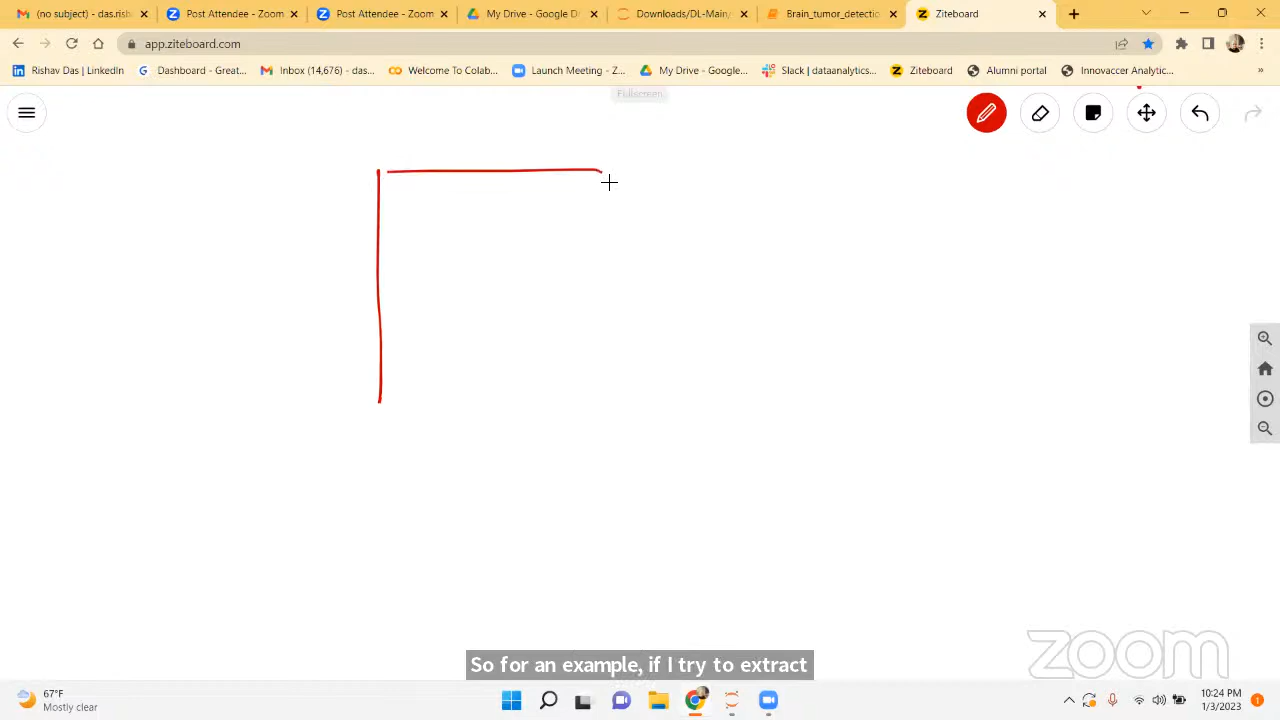 (no subject) - das.rish
Post Attendee - Zoom
Post Attendee - Zoom
My Drive - Google D
Downloads/DL-Main/
Brain_tumor_detectio
Ziteboard
app.ziteboard.com
Rishav Das | LinkedIn
Dashboard - Great...
Inbox (14,676) - das...
Welcome To Colab...
Launch Meeting - Z...
My Drive - Google...
Slack | dataanalytics...
Ziteboard
Alumni portal
Innovaccer Analytic...
»
Fullscreen
So for an example, if I try to extract
zoom
67°F
Mostly clear
10:24 PM
1/3/2023
1